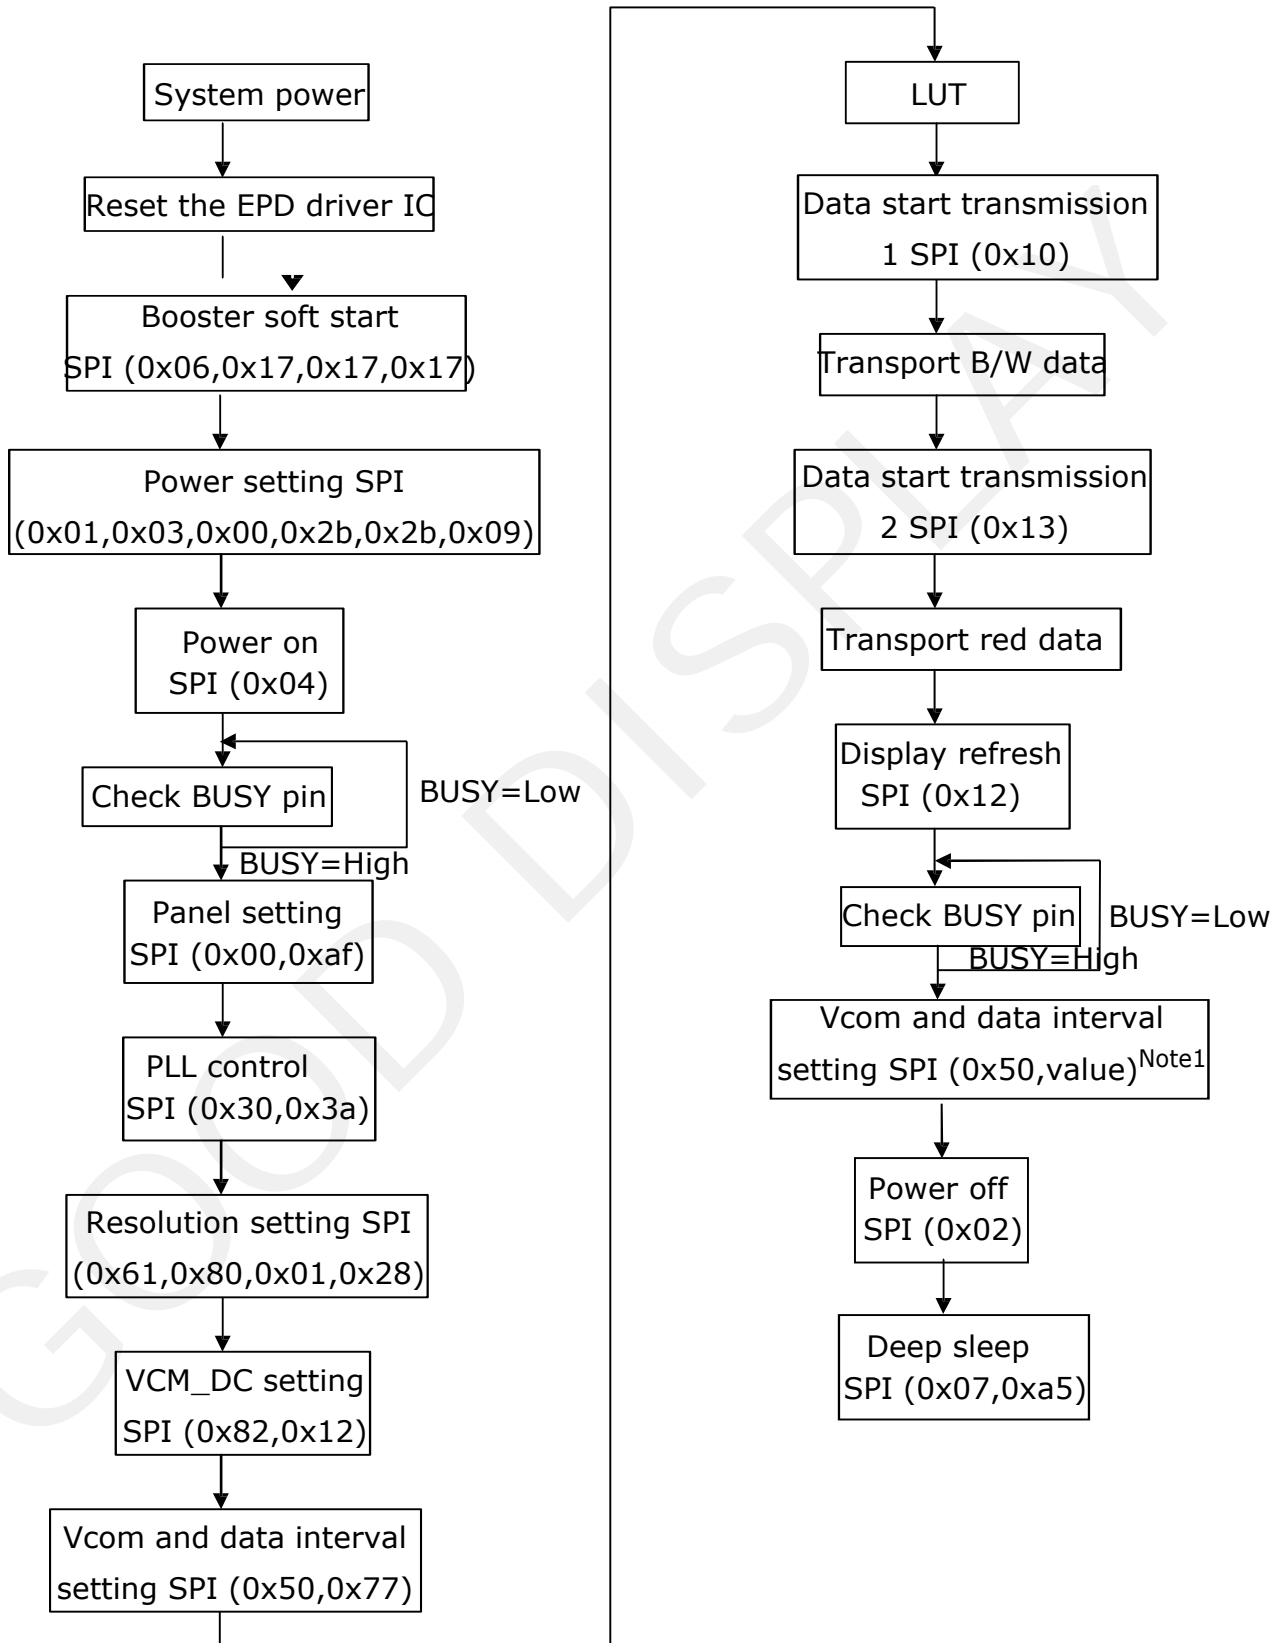 System power
Reset the EPD driver IC
Booster soft start
SPI (0x06,0x17,0x17,0x17)
Power setting SPI
(0x01,0x03,0x00,0x2b,0x2b,0x09)
Power on
SPI (0x04)
Check BUSY pin
BUSY=Low
BUSY=High
Panel setting
SPI (0x00,0xaf)
PLL control
SPI (0x30,0x3a)
Resolution setting SPI
(0x61,0x80,0x01,0x28)
VCM_DC setting
SPI (0x82,0x12)
Vcom and data interval
setting SPI (0x50,0x77)
LUT
Data start transmission
1 SPI (0x10)
Transport B/W data
Data start transmission
2 SPI (0x13)
Transport red data
Display refresh
SPI (0x12)
Check BUSY pin
BUSY=Low
BUSY=High
Vcom and data interval
setting SPI (0x50,value)Note1
Power off
SPI (0x02)
Deep sleep
SPI (0x07,0xa5)
GOOD DISPLAY